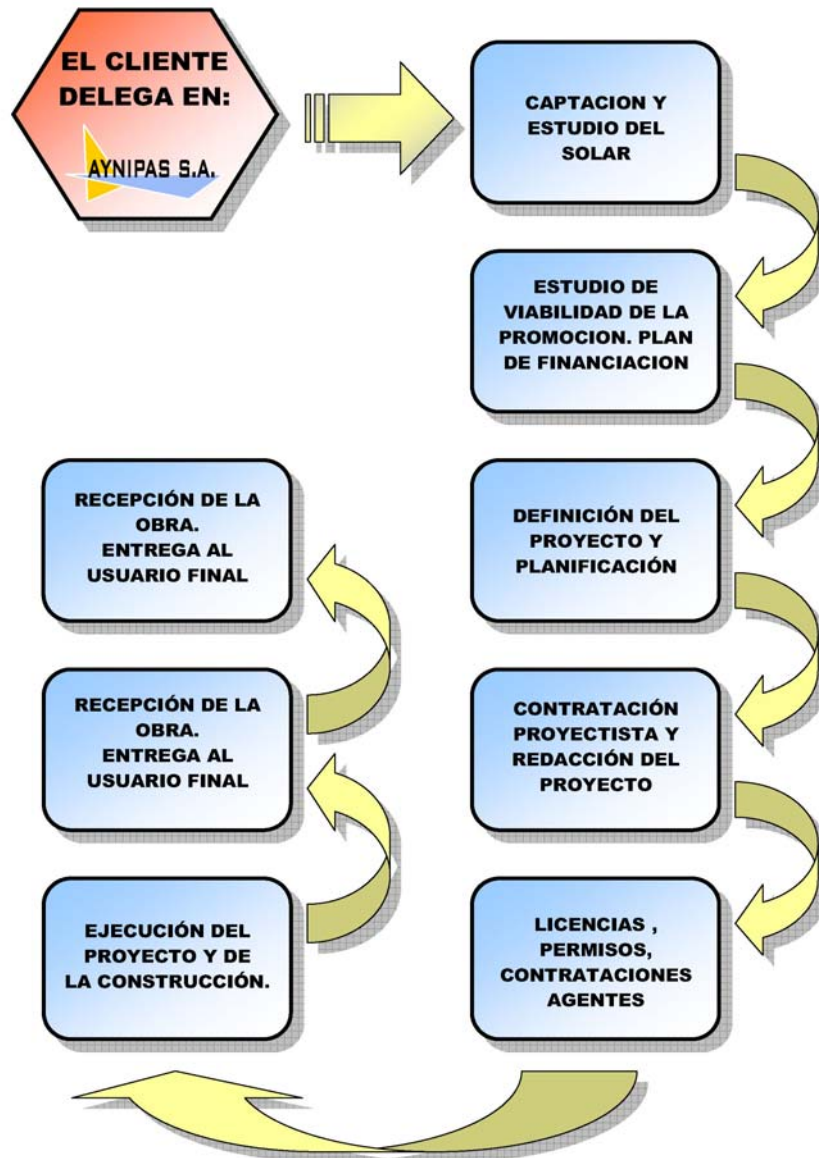 EL CLIENTE
DELEGA EN:
AYNIPAS S.A.
CAPTACION Y
ESTUDIO DEL
SOLAR
ESTUDIO DE
VIABILIDAD DE LA
PROMOCION. PLAN
DE FINANCIACION
DEFINICIÓN DEL
PROYECTO Y
PLANIFICACIÓN
CONTRATACIÓN
PROYECTISTA Y
REDACCIÓN DEL
PROYECTO
LICENCIAS ,
PERMISOS,
CONTRATACIONES
AGENTES
EJECUCIÓN DEL
PROYECTO Y DE
LA CONSTRUCCIÓN.
RECEPCIÓN DE LA
OBRA.
ENTREGA AL
USUARIO FINAL
RECEPCIÓN DE LA
OBRA.
ENTREGA AL
USUARIO FINAL